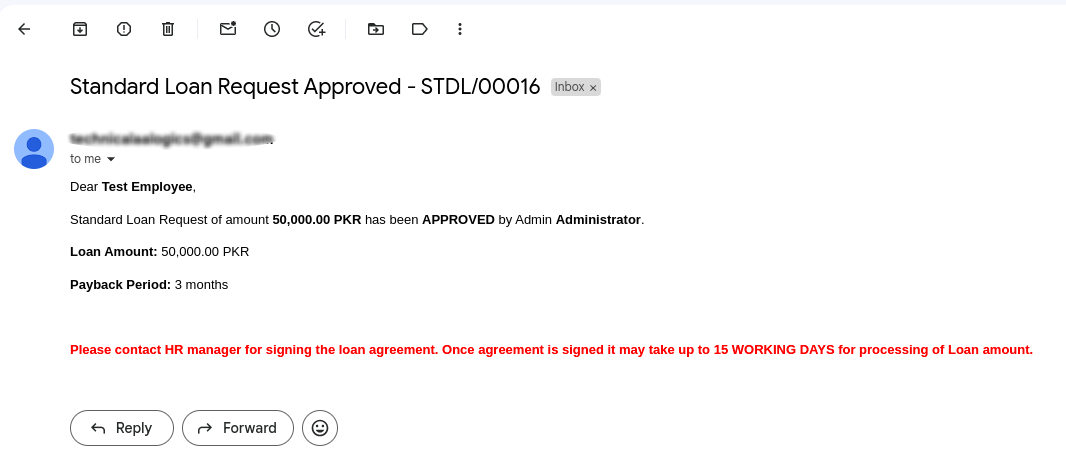 Standard Loan Request Approved - STDL/00016 Inbox ×
to me
Dear Test Employee,
Standard Loan Request of amount 50,000.00 PKR has been APPROVED by Admin Administrator.
Loan Amount: 50,000.00 PKR
Payback Period: 3 months
Please contact HR manager for signing the loan agreement. Once agreement is signed it may take up to 15 WORKING DAYS for processing of Loan amount.
Reply Forward